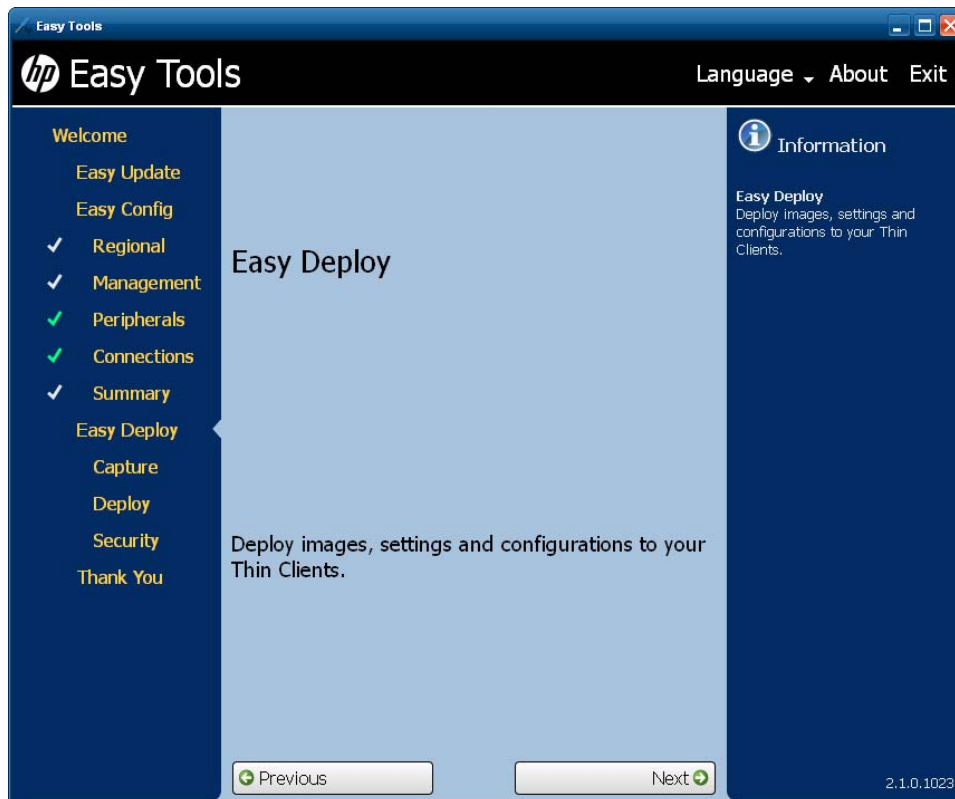 Easy Tools
hp Easy Tools
Language About Exit
Welcome
Easy Update
Easy Config
Regional
Management
Peripherals
Connections
Summary
Easy Deploy
Capture
Deploy
Security
Thank You
Easy Deploy
Deploy images, settings and configurations to your
Thin Clients.
Previous
Next
Information
Easy Deploy
Deploy images, settings and
configurations to your Thin
Clients.
2.1.0.1023